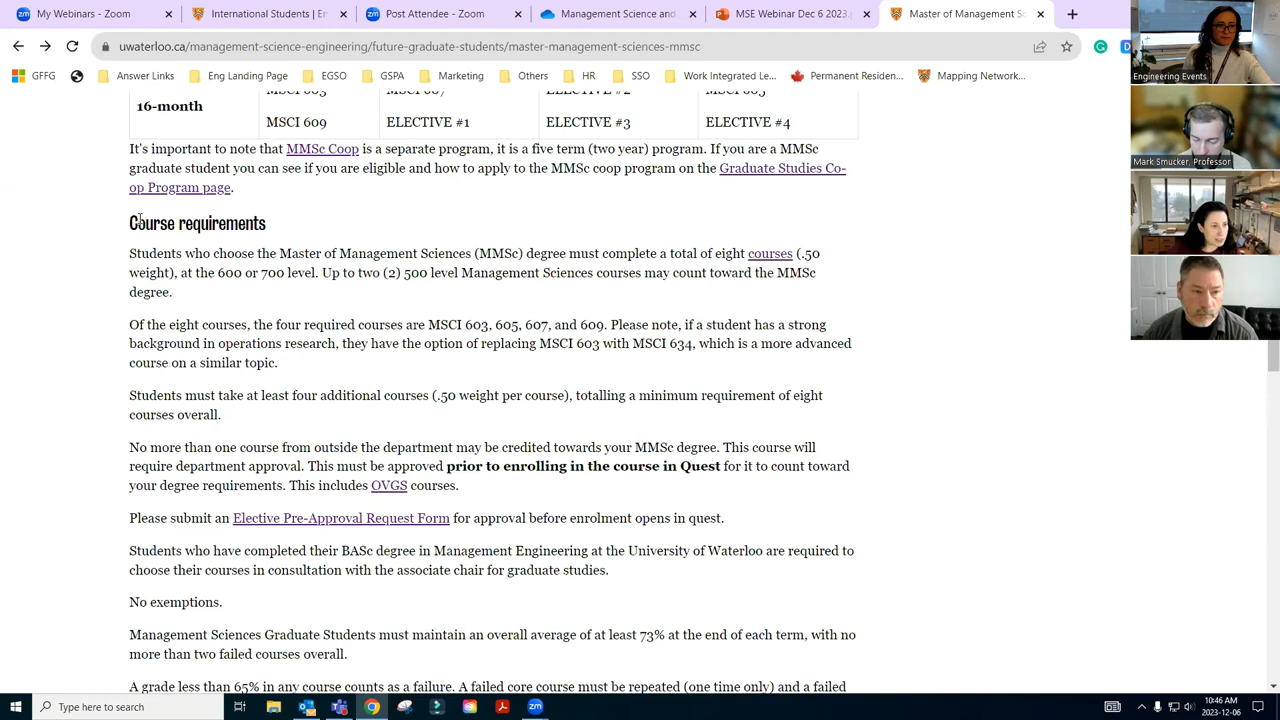 My Webinars - Zoom
International Students | En
Post Attendee - Zoom
Management Science and
MSE Webinar Dec 6 2023
Master of Management Sc
uwaterloo.ca/management-science-engineering/future-graduate-students/master-management-sciences-mmsc
GFFG
Answer Links
Eng Landing Page
EGSO
GSPA
Marketing
Others
HR
SSO
Work Integrated Le...
Permanent Residen...
Mapping Network...
Engineering Events
Mark Smucker, Professor
16-month
MSCI 609 ELECTIVE #1 ELECTIVE #3 ELECTIVE #4
It's important to note that MMSc Coop is a separate program, it is a five term (two year) program. If you are a MMSc
graduate student you can see if you are eligible and how to apply to the MMSc coop program on the Graduate Studies Co-
op Program page.
Course requirements
Students who choose the Master of Management Sciences (MMSc) degree must complete a total of eight courses (.50
weight), at the 600 or 700 level. Up to two (2) 500 level Management Sciences courses may count toward the MMSc
degree.
Of the eight courses, the four required courses are MSCI 603, 605, 607, and 609. Please note, if a student has a strong
background in operations research, they have the option of replacing MSCI 603 with MSCI 634, which is a more advanced
course on a similar topic.
Students must take at least four additional courses (.50 weight per course), totalling a minimum requirement of eight
courses overall.
No more than one course from outside the department may be credited towards your MMSc degree. This course will
require department approval. This must be approved prior to enrolling in the course in Quest for it to count toward
your degree requirements. This includes OVGS courses.
Please submit an Elective Pre-Approval Request Form for approval before enrolment opens in quest.
Students who have completed their BASc degree in Management Engineering at the University of Waterloo are required to
choose their courses in consultation with the associate chair for graduate studies.
No exemptions.
Management Sciences Graduate Students must maintain an overall average of at least 73% at the end of each term, with no
more than two failed courses overall.
A grade less than 65% in any course counts as a failure. A failed core course must be repeated (one time only) and a failed
Type here to search
10:46 AM
2023-12-06